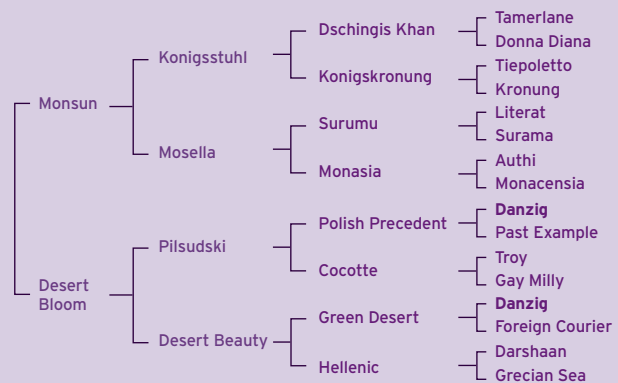 Monsun
Desert
Bloom
Konigsstuhl
Mosella
Pilsudski
Desert Beauty
Dschingis Khan
Konigskronung
Surumu
Monasia
Polish Precedent
Cocotte
Green Desert
Hellenic
Tamerlane
Donna Diana
Tiepoletto
Kronung
Literat
Surama
Authi
Monacensia
Danzig
Past Example
Troy
Gay Milly
Danzig
Foreign Courier
Darshaan
Grecian Sea